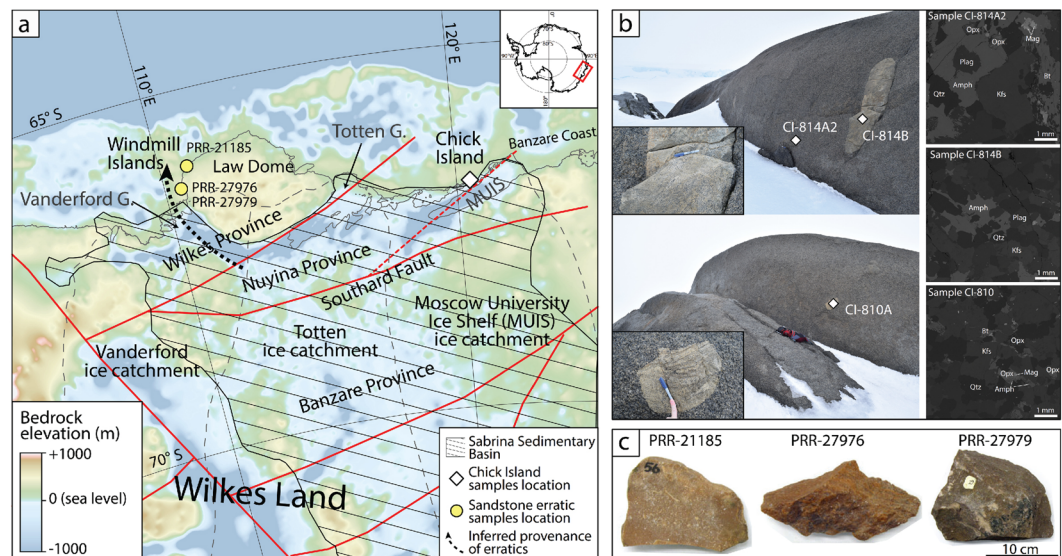 a
65° S
110° E
120° E
Windmill
Islands
PRR-21185
Law Dome
Totten G.
Chick
Island
Banzare Coast
PRR-27976
PRR-27979
Vanderford G.
MUIS
Wilkes Province
Nuyina Province
Southard Fault
Vanderford
ice catchment
Totten
ice catchment
Moscow University
Ice Shelf (MUIS)
ice catchment
Banzare Province
70° S
Wilkes Land
Bedrock
elevation (m)
+1000
0 (sea level)
-1000
Sabrina Sedimentary
Basin
Chick Island
samples location
Sandstone erratic
samples location
Inferred provenance
of erratics
b
CI-814A2
CI-814B
CI-810A
Sample CI-814A2
Opx
Opx
Mag
Plag
Bt
Amph
Qtz
Kfs
1 mm
Sample CI-814B
Amph
Plag
Qtz
Kfs
1 mm
Sample CI-810
Bt
Opx
Kfs
Opx
Mag
Opx
Qtz
Amph
1 mm
c
PRR-21185
PRR-27976
PRR-27979
56
10 cm